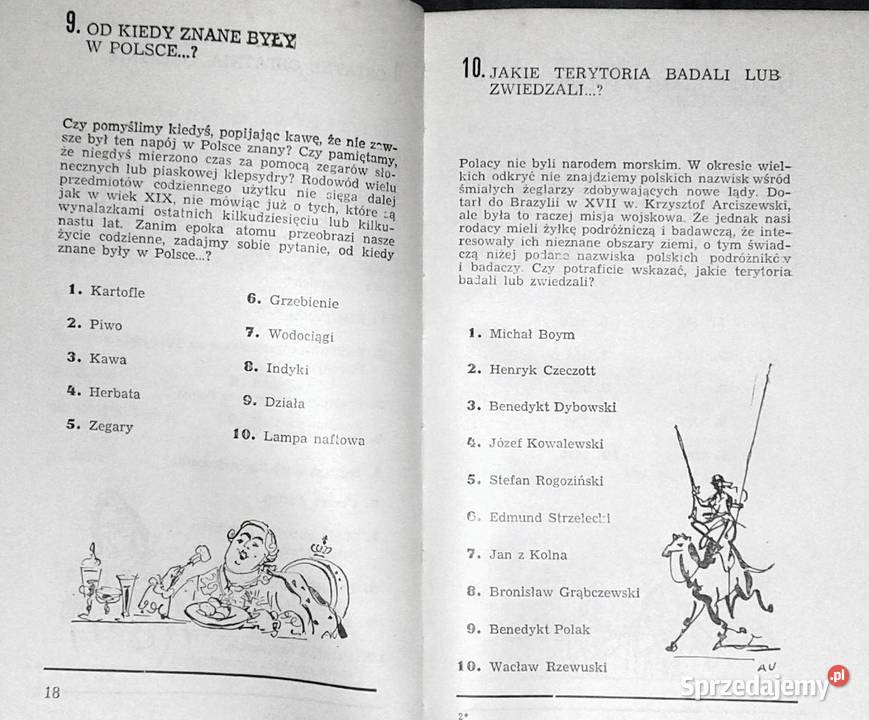 9. OD KIEDY ZNANE BYŁY
W POLSCE...?
Czy pomyślimy kiedyś, popijając kawę, że nie zaw-
sze był ten napój w Polsce znany? Czy pamiętamy,
że niegdyś mierzono czas za pomocą zegarów sło-
necznych lub piaskowej klepsydry? Rodowód wielu
przedmiotów codziennego użytku nie sięga dalej
jak w wiek XIX, nie mówiąc już o tych, które są
wynalazkami ostatnich kilkudziesięciu lub kilku-
nastu lat. Zanim epoka atomu przeobrazi nasze
życie codzienne, zadajmy sobie pytanie, od kiedy
znane były w Polsce...?
1. Kartofle
2. Piwo
3. Kawa
4. Herbata
5. Zegary
6. Grzebienie
7. Wodociągi
8. Indyki
9. Działa
10. Lampa naftowa
18
10. JAKIE TERYTORIA BADALI LUB
ZWIEDZALI...?
Polacy nie byli narodem morskim. W okresie wiel-
kich odkryć nie znajdziemy polskich nazwisk wśród
śmiałych żeglarzy zdobywających nowe lądy. Do-
tarł do Brazylii w XVII w. Krzysztof Arciszewski,
ale była to raczej misja wojskowa. Że jednak nasi
rodacy mieli żyłkę podróżniczą i badawczą, że inte-
resowały ich nieznane obszary ziemi, o tym świad-
czą niżej podane nazwiska polskich podróżników
i badaczy. Czy potraficie wskazać, jakie terytoria
badali lub zwiedzali?
1. Michał Boym
2. Henryk Czeczott
3. Benedykt Dybowski
4. Józef Kowalewski
5. Stefan Rogoziński
6. Edmund Strzelecki
7. Jan z Kolna
8. Bronisław Grąbczewski
9. Benedykt Polak
10. Wacław Rzewuski
AU
2*
Sprzedajemy.pl